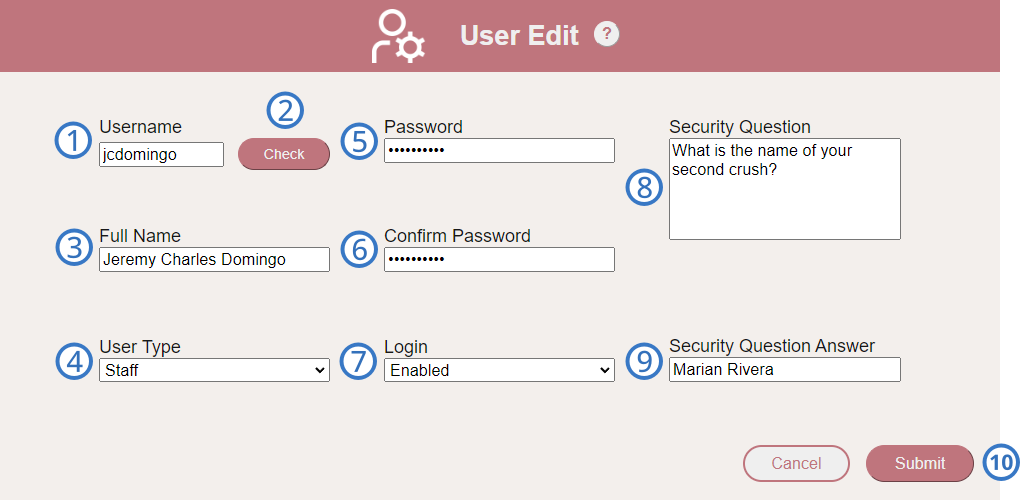 User Edit ?
1 Username
jcdomingo
2
Check
3 Full Name
Jeremy Charles Domingo
4 User Type
Staff
5 Password
••••••••••
6 Confirm Password
••••••••••
7 Login
Enabled
8 Security Question
What is the name of your
second crush?
9 Security Question Answer
Marian Rivera
Cancel
Submit
10